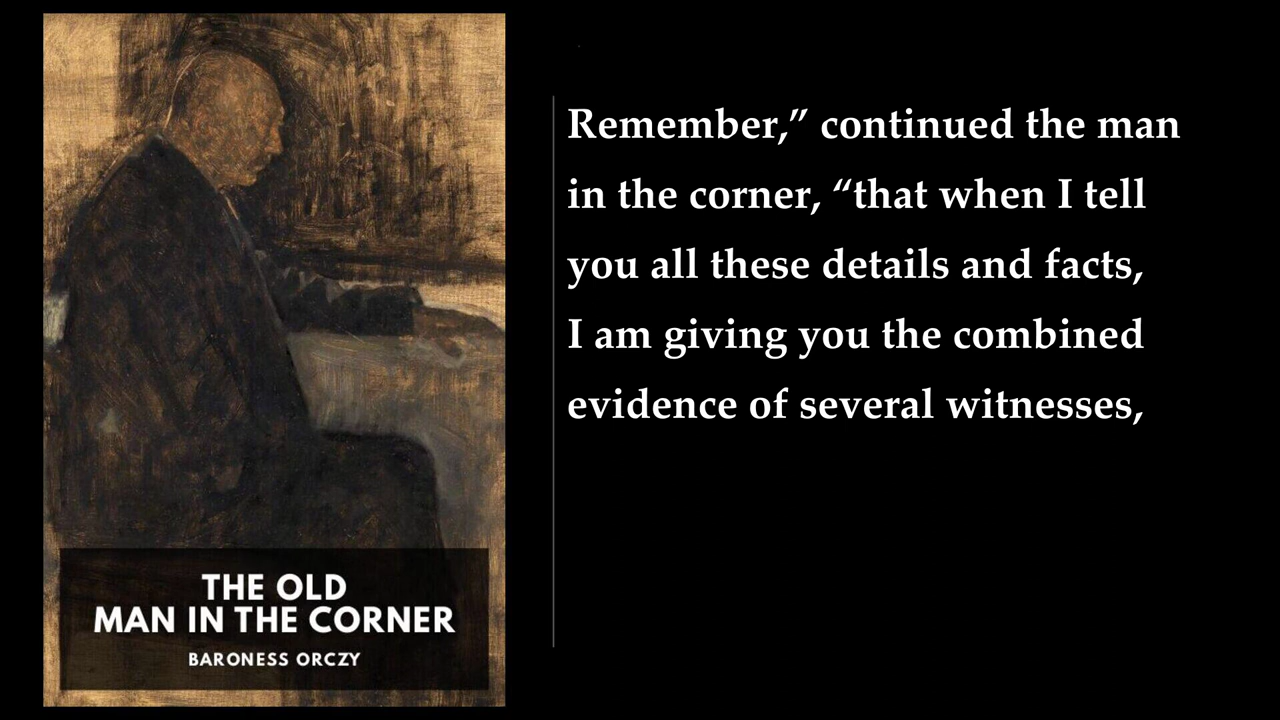 THE OLD
MAN IN THE CORNER
BARONESS ORCZY
Remember,” continued the man
in the corner, “that when I tell
you all these details and facts,
I am giving you the combined
evidence of several witnesses,